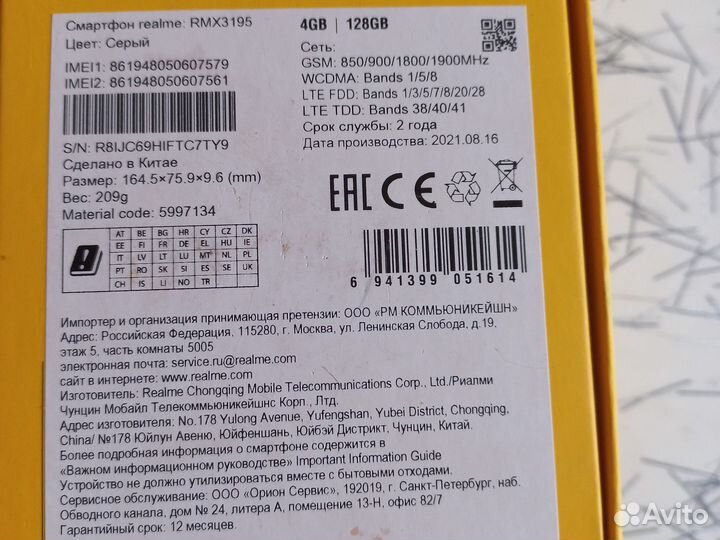 Смартфон realme: RMX3195
4GB | 128GB
Цвет: Серый
IMEI1: 861948050607579
IMEI2: 861948050607561
S/N: R8IJC69HIFTC7TY9
Сделано в Китае
Размер: 164.5×75.9×9.6 (mm)
Вес: 209g
Material code: 5997134
Сеть:
GSM: 850/900/1800/1900MHz
WCDMA: Bands 1/5/8
LTE FDD: Bands 1/3/5/7/8/20/28
LTE TDD: Bands 38/40/41
Срок службы: 2 года
Дата производства: 2021.08.16
EAC CE
AT BE BG HR CY CZ DK
EE FI FR DE EL HU IE
IT LV LT LU MT NL PL
PT RO SK SI ES SE UK
CH IS LI NO TR
6 941399 051614
Импортер и организация принимающая претензии: ООО «РМ КОММЬЮНИКЕЙШН»
Адрес: Российская Федерация, 115280, г. Москва, ул. Ленинская Слобода, д.19.
этаж 5, часть комнаты 5005
электронная почта: service.ru@realme.com
сайт в интернете: www.realme.com
Изготовитель: Realme Chongqing Mobile Telecommunications Corp., Ltd./Риалми
Чунцин Мобайл Телекоммьюникейшнс Корп., Лтд.
Адрес изготовителя: No.178 Yulong Avenue, Yufengshan, Yubei District, Chongqing,
China/ №178 Юйлун Авеню, Юйфеньшань, Юйбэй Дистрикт, Чунцин, Китай.
Более подробная информация о смартфоне содержится в
«Важном информационном руководстве» Important Information Guide
Устройство не должно утилизироваться вместе с бытовыми отходами.
Сервисное обслуживание: ООО «Орион Сервис», 192019, г. Санкт-Петербург, наб.
Обводного канала, дом № 24, литера А, помещение 13-Н, офис 82/7
Гарантийный срок: 12 месяцев.
Avito